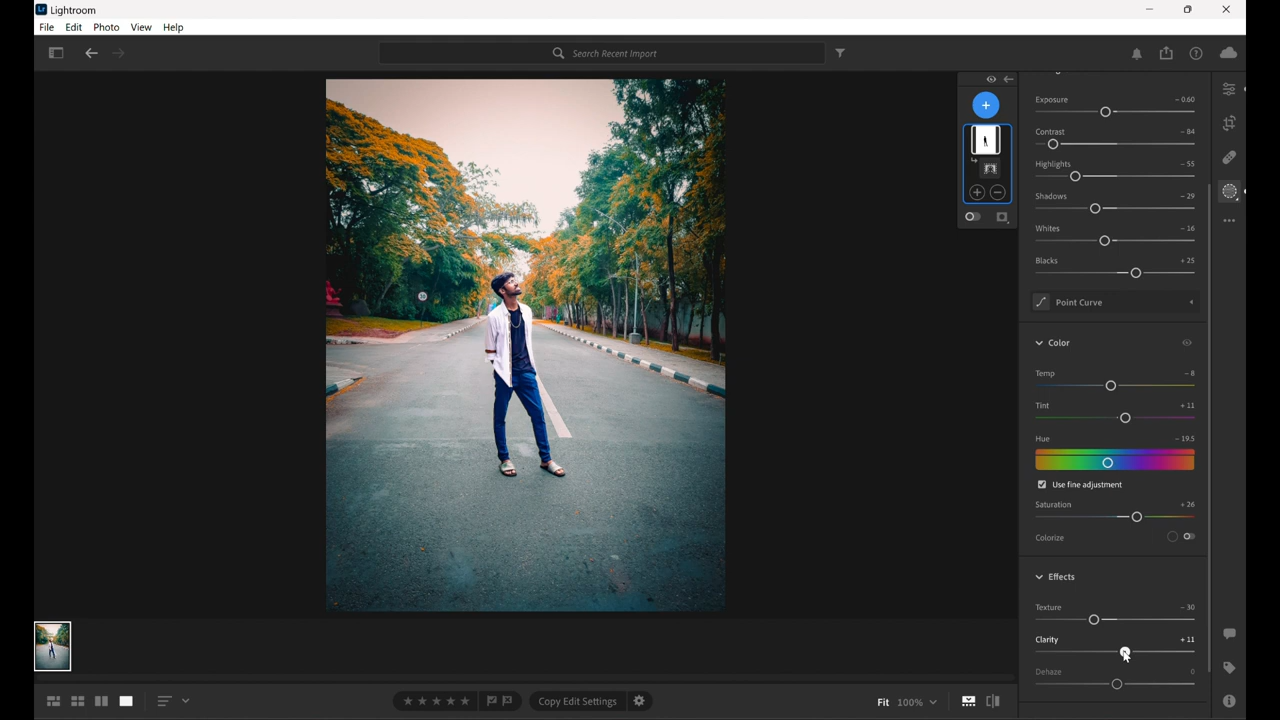 Lr Lightroom
File Edit Photo View Help
Search Recent Import
Exposure - 0.60
Contrast - 84
Highlights - 55
Shadows - 29
Whites - 16
Blacks + 25
Point Curve
Color
Temp - 8
Tint + 11
Hue - 19.5
Use fine adjustment
Saturation + 26
Colorize
Effects
Texture - 30
Clarity + 11
Dehaze 0
Copy Edit Settings
Fit 100%